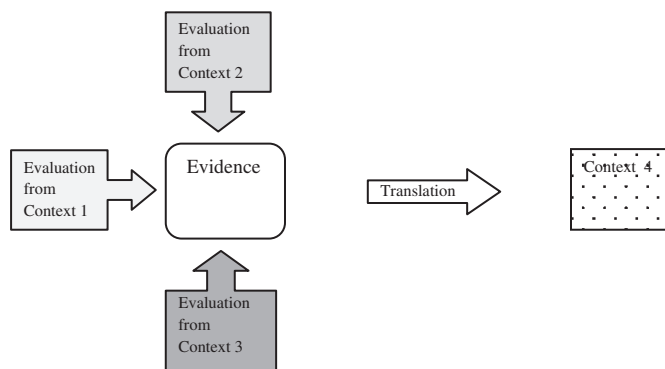 Evaluation
from
Context 2
Evaluation
from
Context 1
Evidence
Translation
Context 4
Evaluation
from
Context 3